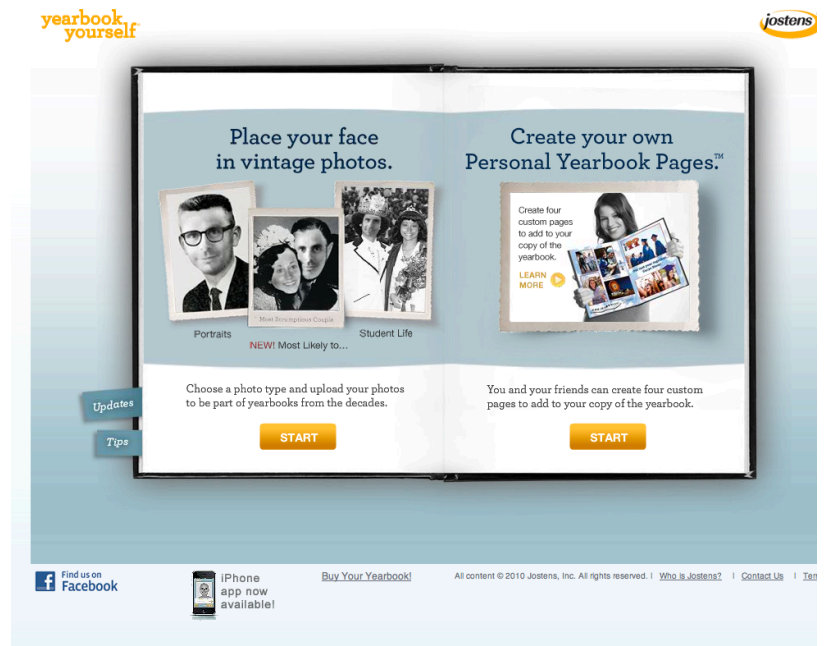 yearbook
yourself
jostens
Place your face
in vintage photos.
Most Scrumptious Couple
Portraits
NEW! Most Likely to...
Student Life
Choose a photo type and upload your photos
to be part of yearbooks from the decades.
START
Create your own
Personal Yearbook Pages.™
Create four
custom pages
to add to your
copy of the
yearbook.
LEARN
MORE
You and your friends can create four custom
pages to add to your copy of the yearbook.
START
Updates
Tips
Find us on
Facebook
iPhone
app now
available!
Buy Your Yearbook!
All content © 2010 Jostens, Inc. All rights reserved. | Who is Jostens? | Contact Us | Ter